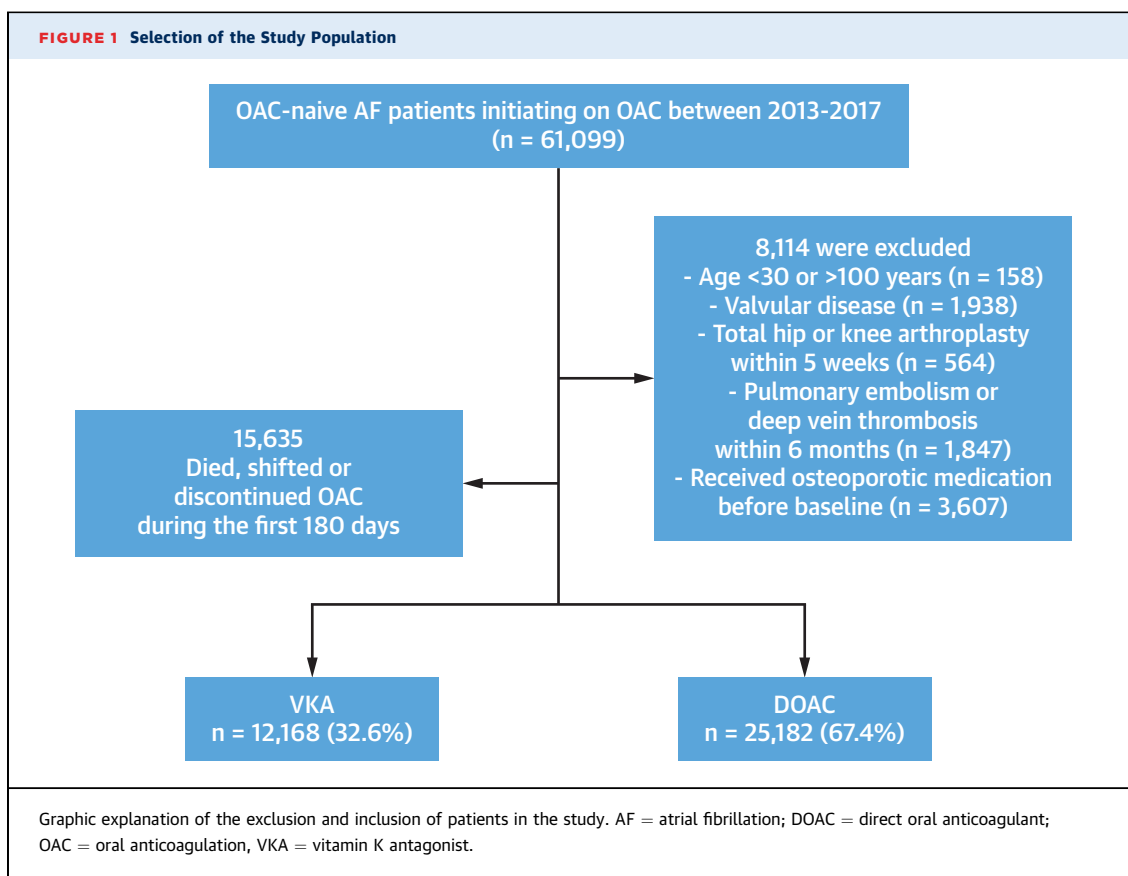 FIGURE 1 Selection of the Study Population
OAC-naive AF patients initiating on OAC between 2013-2017
(n = 61,099)
8,114 were excluded
- Age <30 or >100 years (n = 158)
- Valvular disease (n = 1,938)
- Total hip or knee arthroplasty
within 5 weeks (n = 564)
- Pulmonary embolism or
deep vein thrombosis
within 6 months (n = 1,847)
- Received osteoporotic medication
before baseline (n = 3,607)
15,635
Died, shifted or
discontinued OAC
during the first 180 days
VKA
n = 12,168 (32.6%)
DOAC
n = 25,182 (67.4%)
Graphic explanation of the exclusion and inclusion of patients in the study. AF = atrial fibrillation; DOAC = direct oral anticoagulant;
OAC = oral anticoagulation, VKA = vitamin K antagonist.